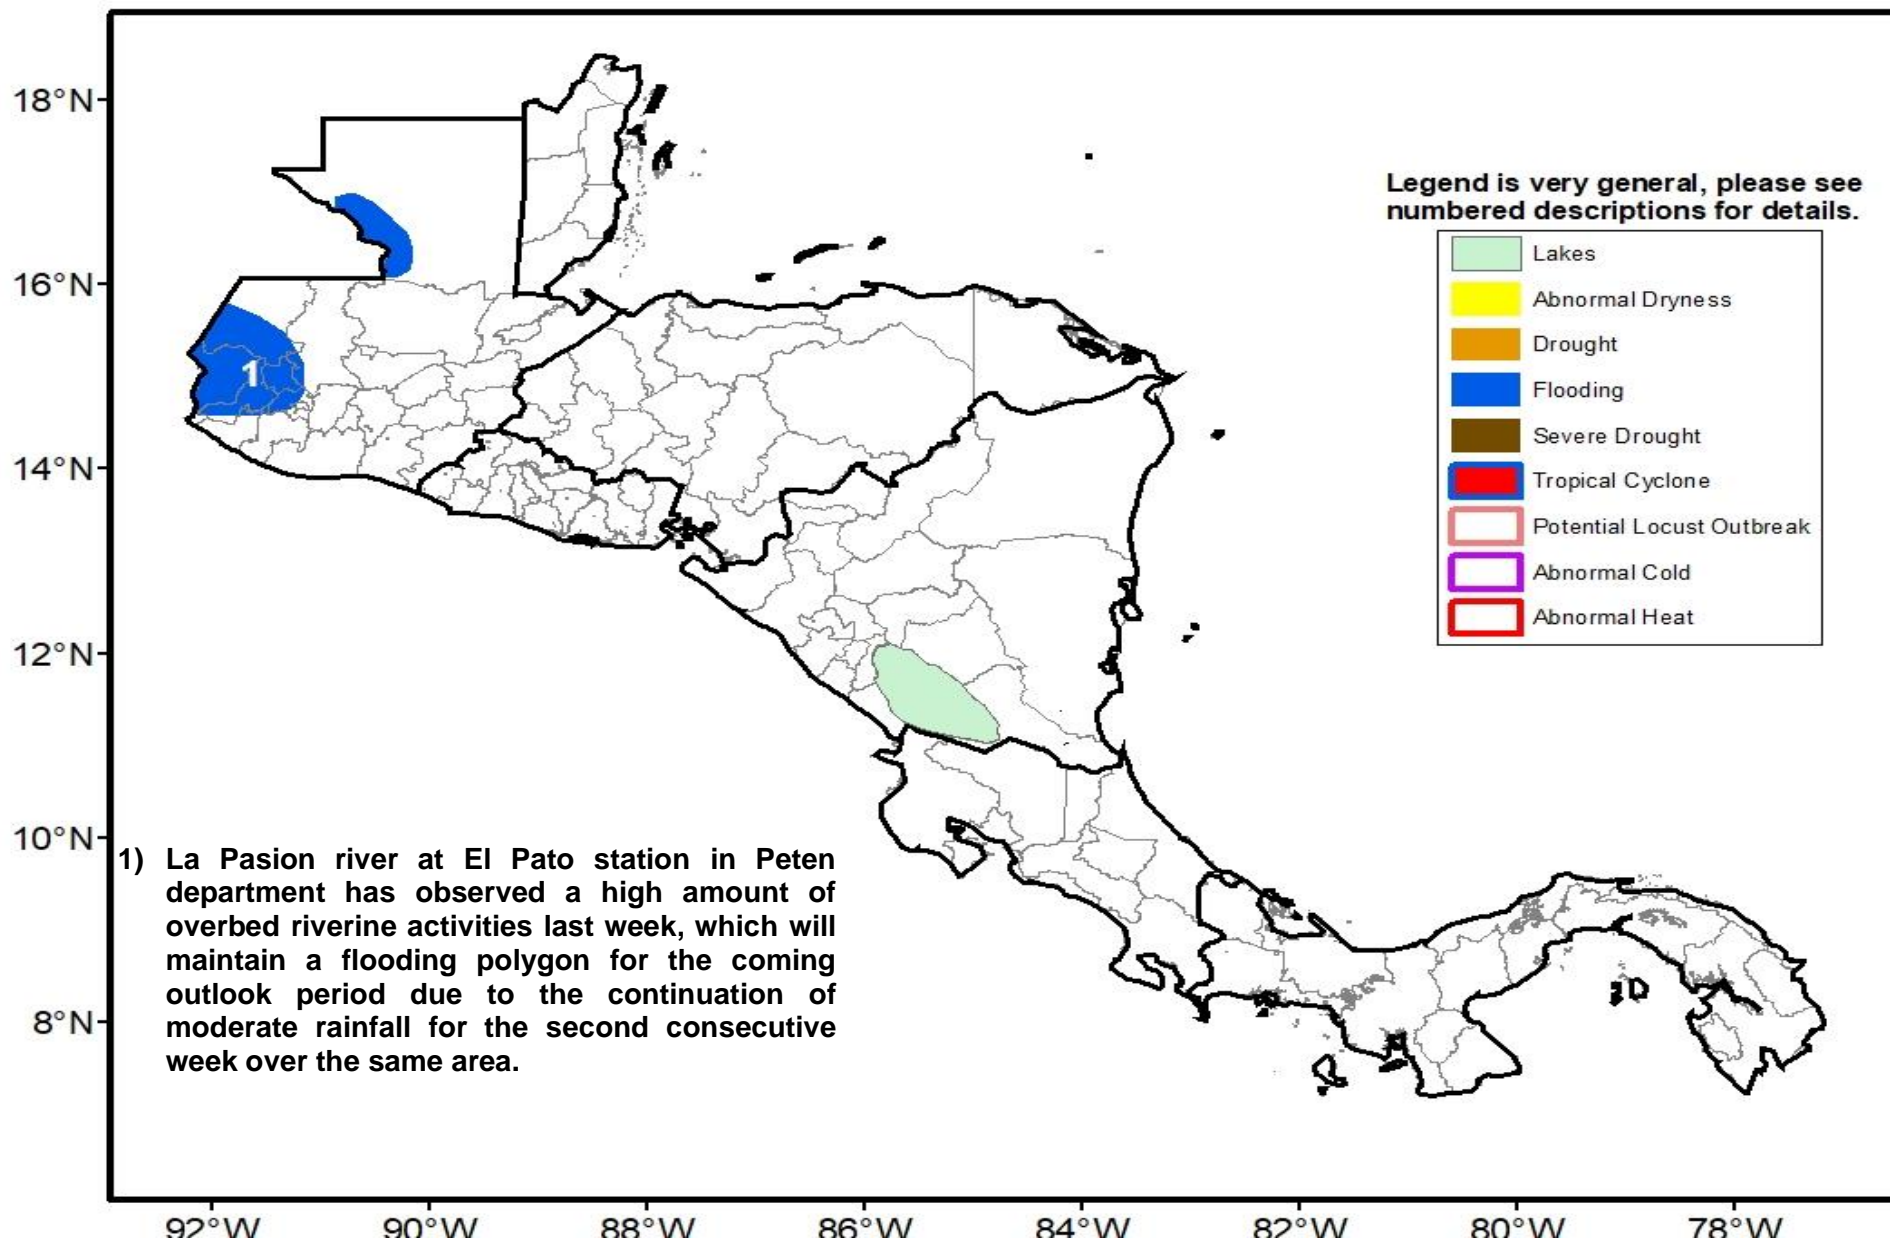 18°N
16°N
14°N
12°N
10°N
8°N
1
Legend is very general, please see
numbered descriptions for details.
Lakes
Abnormal Dryness
Drought
Flooding
Severe Drought
Tropical Cyclone
Potential Locust Outbreak
Abnormal Cold
Abnormal Heat
1) La Pasion river at El Pato station in Peten
department has observed a high amount of
overbed riverine activities last week, which will
maintain a flooding polygon for the coming
outlook period due to the continuation of
moderate rainfall for the second consecutive
week over the same area.
92°W 90°W 88°W 86°W 84°W 82°W 80°W 78°W